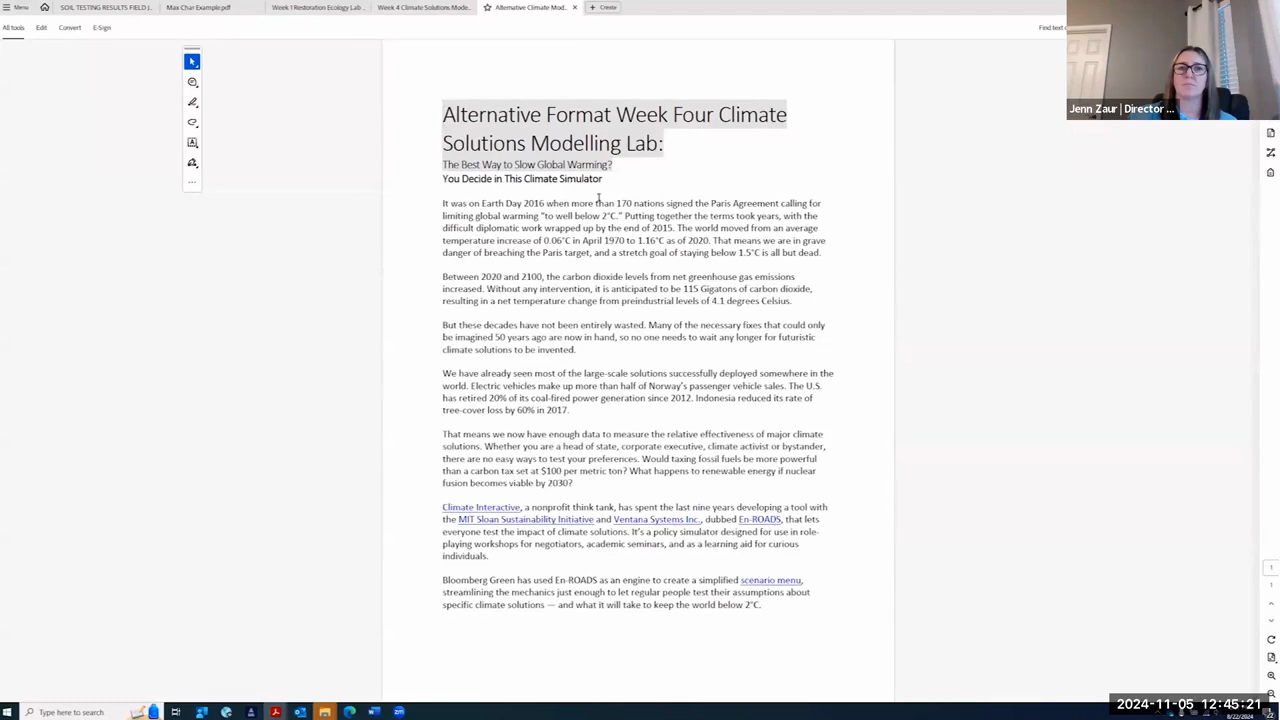 Menu
SOIL TESTING RESULTS FIELD J...
Max Char Example.pdf
Week 1 Restoration Ecology Lab ...
Week 4 Climate Solutions Mode...
Alternative Climate Mod...
Create
All tools
Edit
Convert
E-Sign
Find text
Jenn Zaur | Director ...
Alternative Format Week Four Climate
Solutions Modelling Lab:
The Best Way to Slow Global Warming?
You Decide in This Climate Simulator
It was on Earth Day 2016 when more than 170 nations signed the Paris Agreement calling for
limiting global warming “to well below 2°C.” Putting together the terms took years, with the
difficult diplomatic work wrapped up by the end of 2015. The world moved from an average
temperature increase of 0.06°C in April 1970 to 1.16°C as of 2020. That means we are in grave
danger of breaching the Paris target, and a stretch goal of staying below 1.5°C is all but dead.
Between 2020 and 2100, the carbon dioxide levels from net greenhouse gas emissions
increased. Without any intervention, it is anticipated to be 115 Gigatons of carbon dioxide,
resulting in a net temperature change from preindustrial levels of 4.1 degrees Celsius.
But these decades have not been entirely wasted. Many of the necessary fixes that could only
be imagined 50 years ago are now in hand, so no one needs to wait any longer for futuristic
climate solutions to be invented.
We have already seen most of the large-scale solutions successfully deployed somewhere in the
world. Electric vehicles make up more than half of Norway’s passenger vehicle sales. The U.S.
has retired 20% of its coal-fired power generation since 2012. Indonesia reduced its rate of
tree-cover loss by 60% in 2017.
That means we now have enough data to measure the relative effectiveness of major climate
solutions. Whether you are a head of state, corporate executive, climate activist or bystander,
there are no easy ways to test your preferences. Would taxing fossil fuels be more powerful
than a carbon tax set at $100 per metric ton? What happens to renewable energy if nuclear
fusion becomes viable by 2030?
Climate Interactive, a nonprofit think tank, has spent the last nine years developing a tool with
the MIT Sloan Sustainability Initiative and Ventana Systems Inc., dubbed En-ROADS, that lets
everyone test the impact of climate solutions. It’s a policy simulator designed for use in role-
playing workshops for negotiators, academic seminars, and as a learning aid for curious
individuals.
Bloomberg Green has used En-ROADS as an engine to create a simplified scenario menu,
streamlining the mechanics just enough to let regular people test their assumptions about
specific climate solutions — and what it will take to keep the world below 2°C.
1
1
Type here to search
2024-11-05 12:45:21
8/22/2024